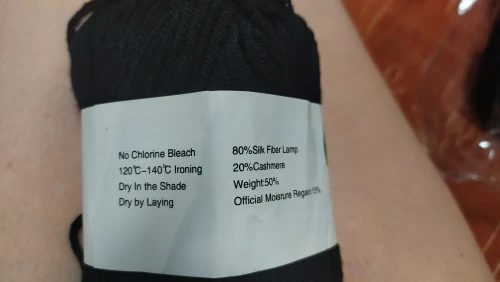 No Chlorine Bleach
120℃-140℃ Ironing
Dry In the Shade
Dry by Laying
80%Silk Fiber Lamp
20%Cashmere
Weight:50%
Official Moisrure Regain:15%